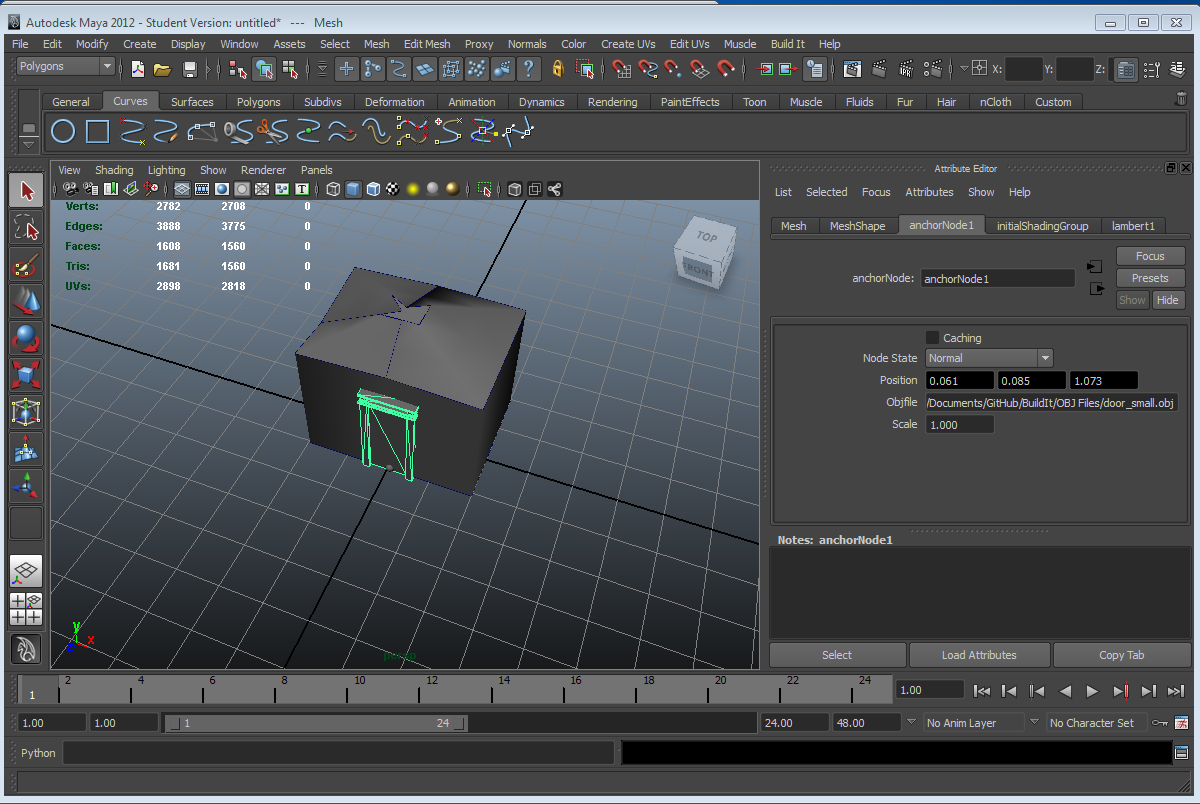 Autodesk Maya 2012 - Student Version: untitled*   ---   Mesh
File Edit Modify Create Display Window Assets Select Mesh Edit Mesh Proxy Normals Color Create UVs Edit UVs Muscle Build It Help
Polygons X: Y: Z:
General Curves Surfaces Polygons Subdivs Deformation Animation Dynamics Rendering PaintEffects Toon Muscle Fluids Fur Hair nCloth Custom
View Shading Lighting Show Renderer Panels
Verts: 2782 2708 0
Edges: 3888 3775 0
Faces: 1608 1560 0
Tris: 1681 1560 0
UVs: 2898 2818 0
TOP
FRONT
y
x
z
persp
Attribute Editor
List Selected Focus Attributes Show Help
Mesh MeshShape anchorNode1 initialShadingGroup lambert1
anchorNode: anchorNode1
Focus
Presets
Show Hide
Caching
Node State Normal
Position 0.061 0.085 1.073
Objfile /Documents/GitHub/BuildIt/OBJ Files/door_small.obj
Scale 1.000
Notes: anchorNode1
Select Load Attributes Copy Tab
1 2 4 6 8 10 12 14 16 18 20 22 24 1.00
1.00 1.00 1 24 24.00 48.00 No Anim Layer No Character Set
Python